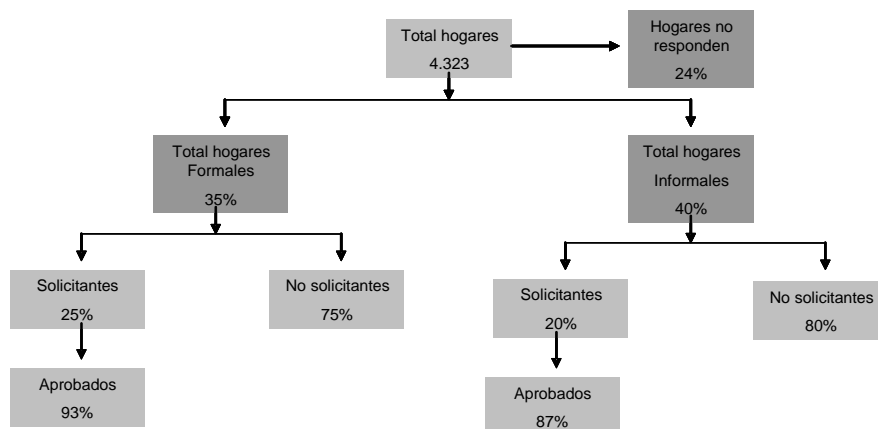 Total hogares
4.323
Hogares no
responden
24%
Total hogares
Formales
35%
Total hogares
Informales
40%
Solicitantes
25%
No solicitantes
75%
Solicitantes
20%
No solicitantes
80%
Aprobados
93%
Aprobados
87%